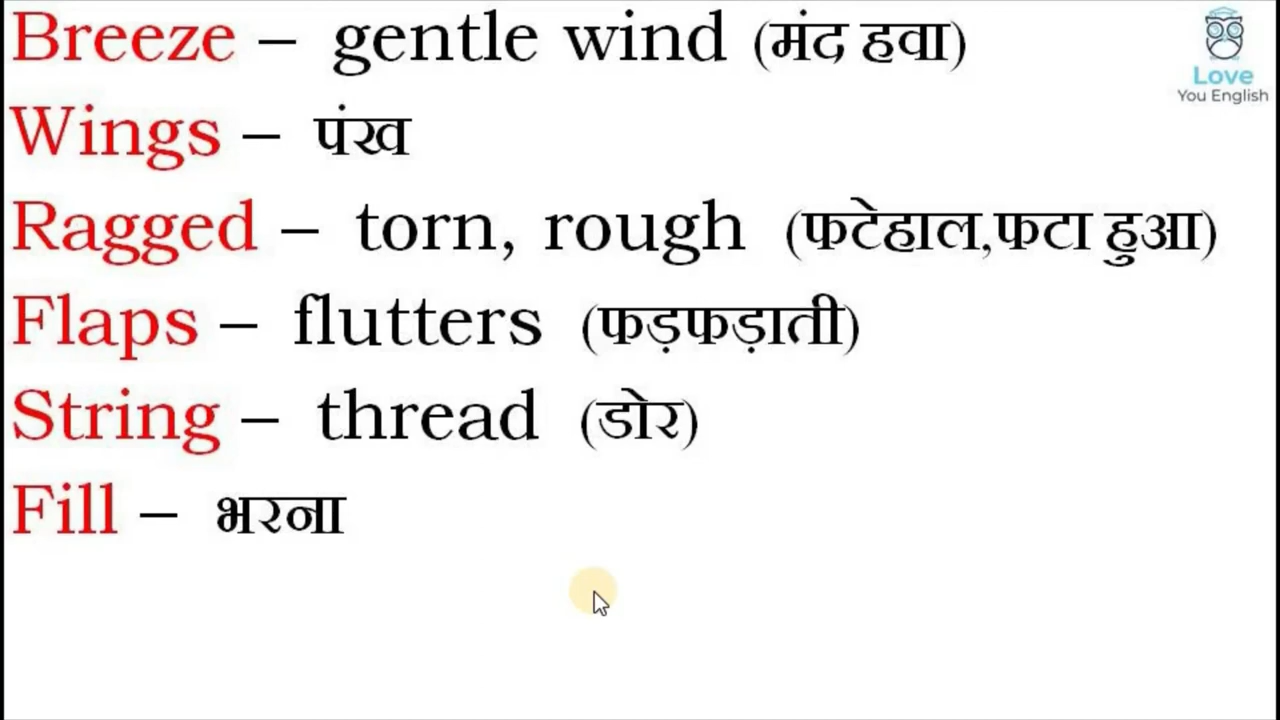 Breeze – gentle wind (मंद हवा)
Love
You English
Wings – पंख
Ragged – torn, rough (फटेहाल,फटा हुआ)
Flaps – flutters (फड़फड़ाती)
String – thread (डोर)
Fill – भरना